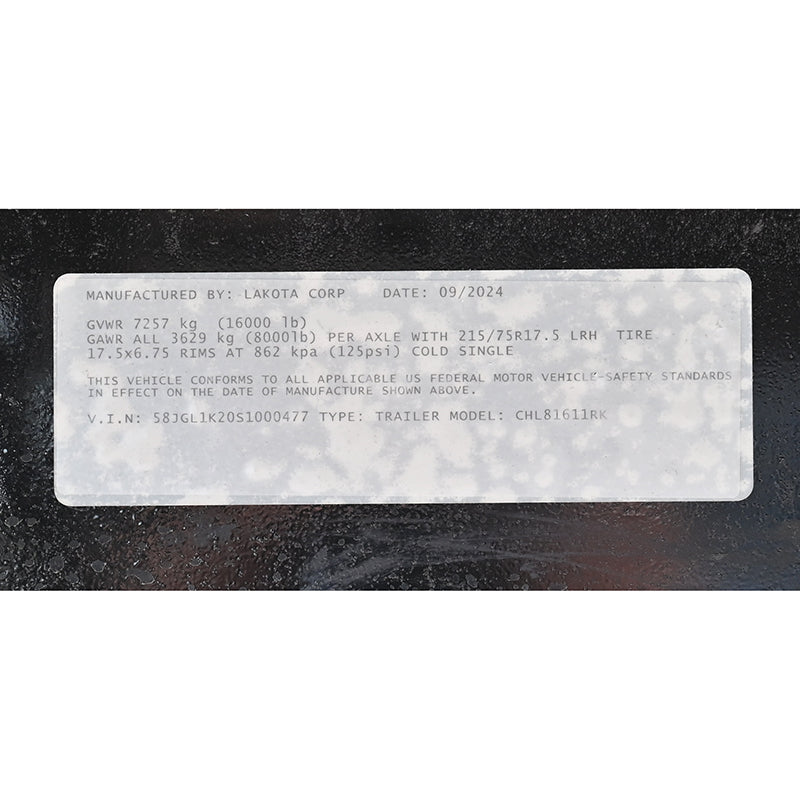 MANUFACTURED BY: LAKOTA CORP DATE: 09/2024
GVWR 7257 kg (16000 lb)
GAWR ALL 3629 kg (8000lb) PER AXLE WITH 215/75R17.5 LRH TIRE
17.5x6.75 RIMS AT 862 kpa (125psi) COLD SINGLE
THIS VEHICLE CONFORMS TO ALL APPLICABLE US FEDERAL MOTOR VEHICLE-SAFETY STANDARDS
IN EFFECT ON THE DATE OF MANUFACTURE SHOWN ABOVE.
V.I.N: 58JGL1K20S1000477 TYPE: TRAILER MODEL: CHL81611RK